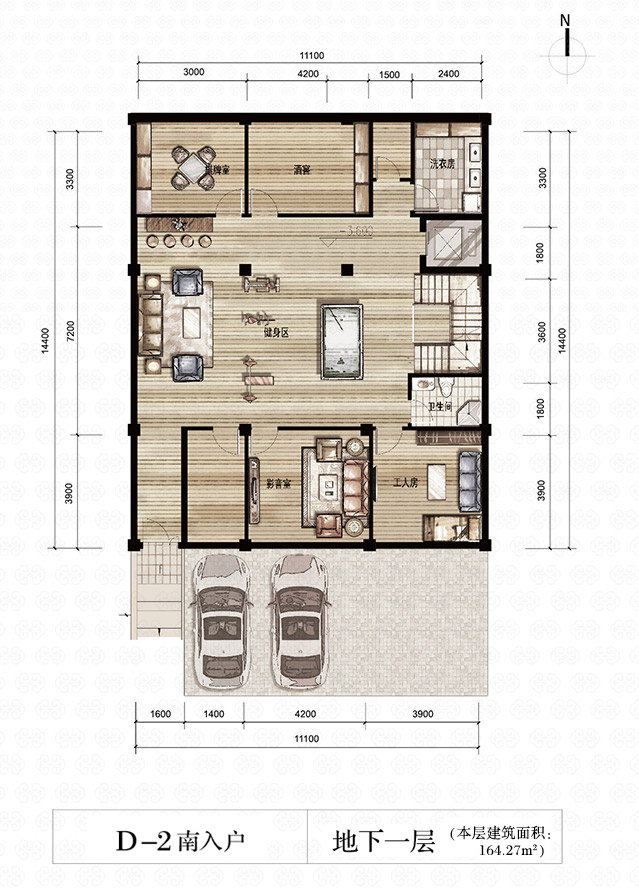 N
11100
3000 4200 1500 2400
3300
7200
3900
14400
3300
1800
3600
1800
3900
14400
棋牌室
酒窖
洗衣房
-3.600
健身区
卫生间
影音室
工人房
1600 1400 4200 3900
11100
D-2南入户
地下一层
(本层建筑面积:
164.27m²)